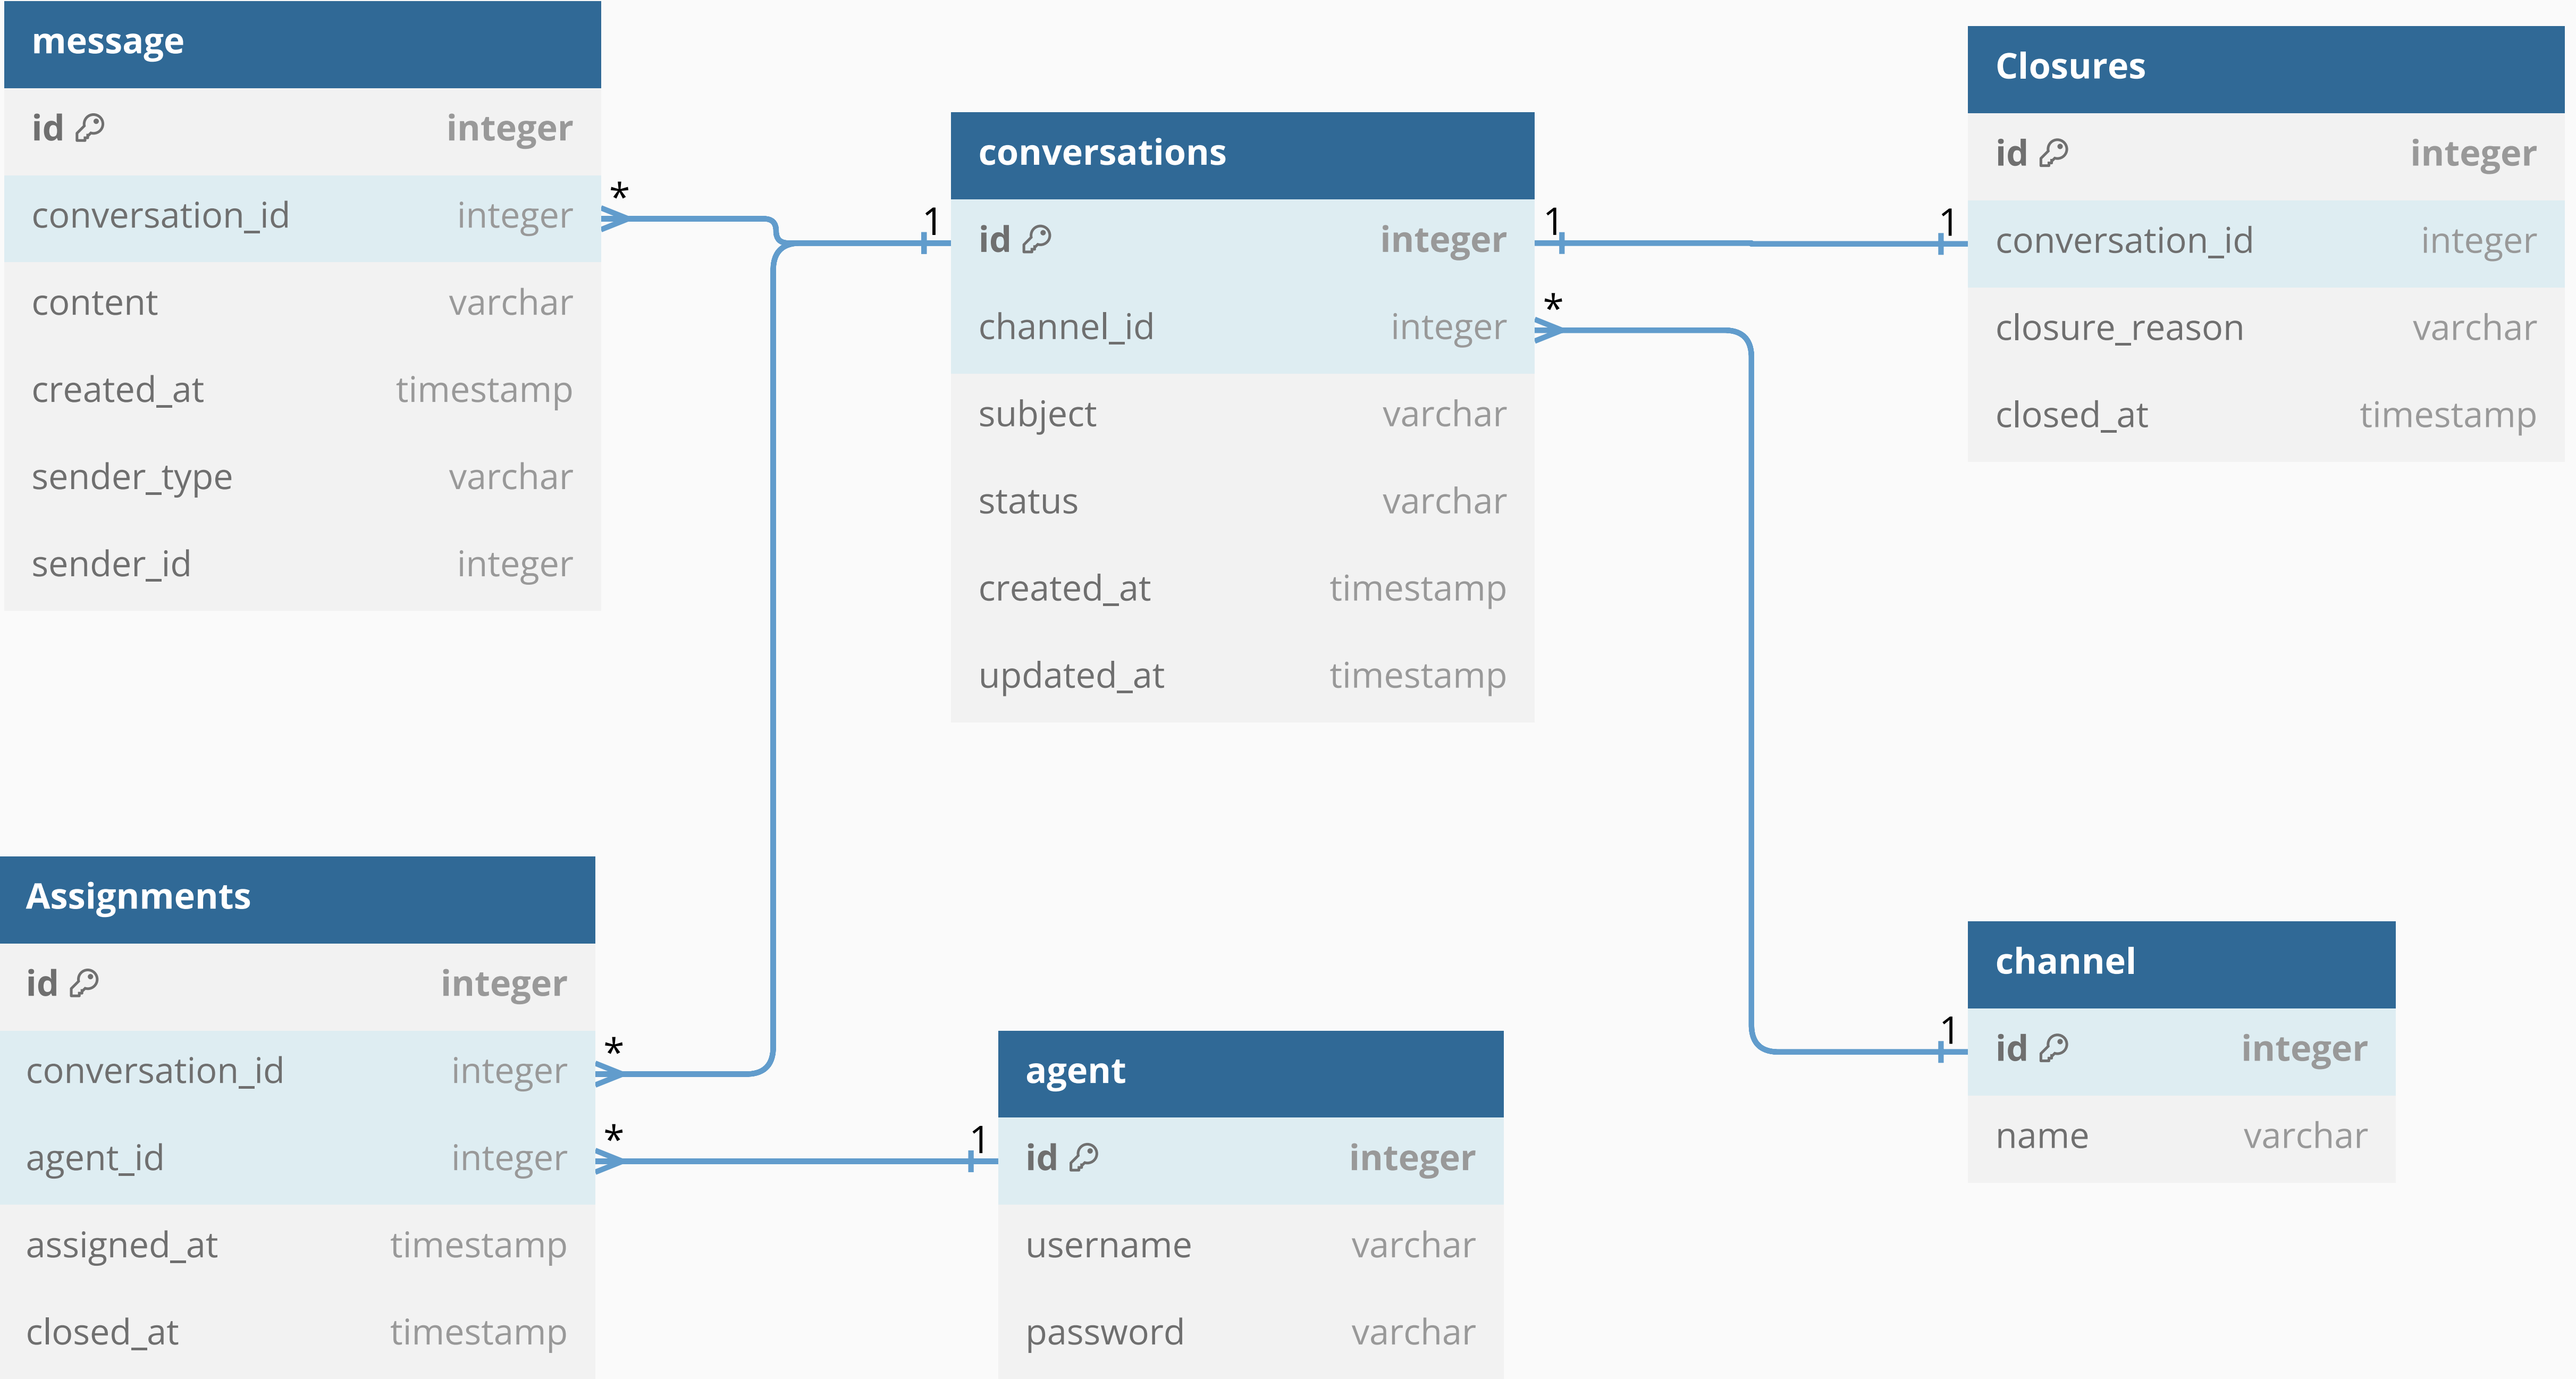 message
id integer
conversation_id integer
content varchar
created_at timestamp
sender_type varchar
sender_id integer
*
1
conversations
id integer
channel_id integer
subject varchar
status varchar
created_at timestamp
updated_at timestamp
1
*
1
Closures
id integer
conversation_id integer
closure_reason varchar
closed_at timestamp
Assignments
id integer
conversation_id integer
agent_id integer
assigned_at timestamp
closed_at timestamp
*
*
1
agent
id integer
username varchar
password varchar
1
channel
id integer
name varchar